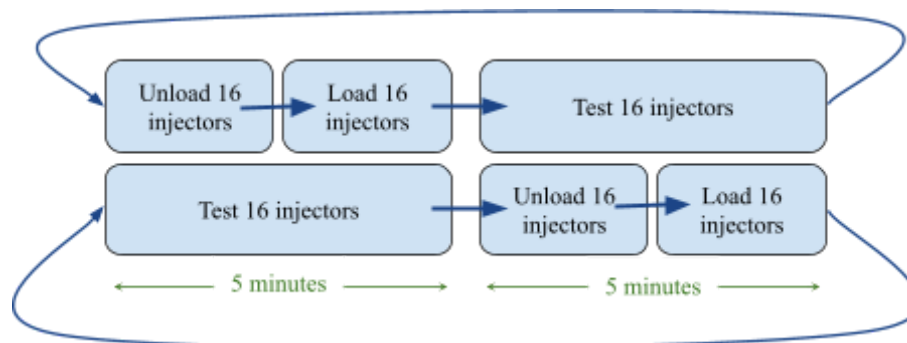 Unload 16
injectors
Load 16
injectors
Test 16 injectors
Test 16 injectors
Unload 16
injectors
Load 16
injectors
5 minutes
5 minutes